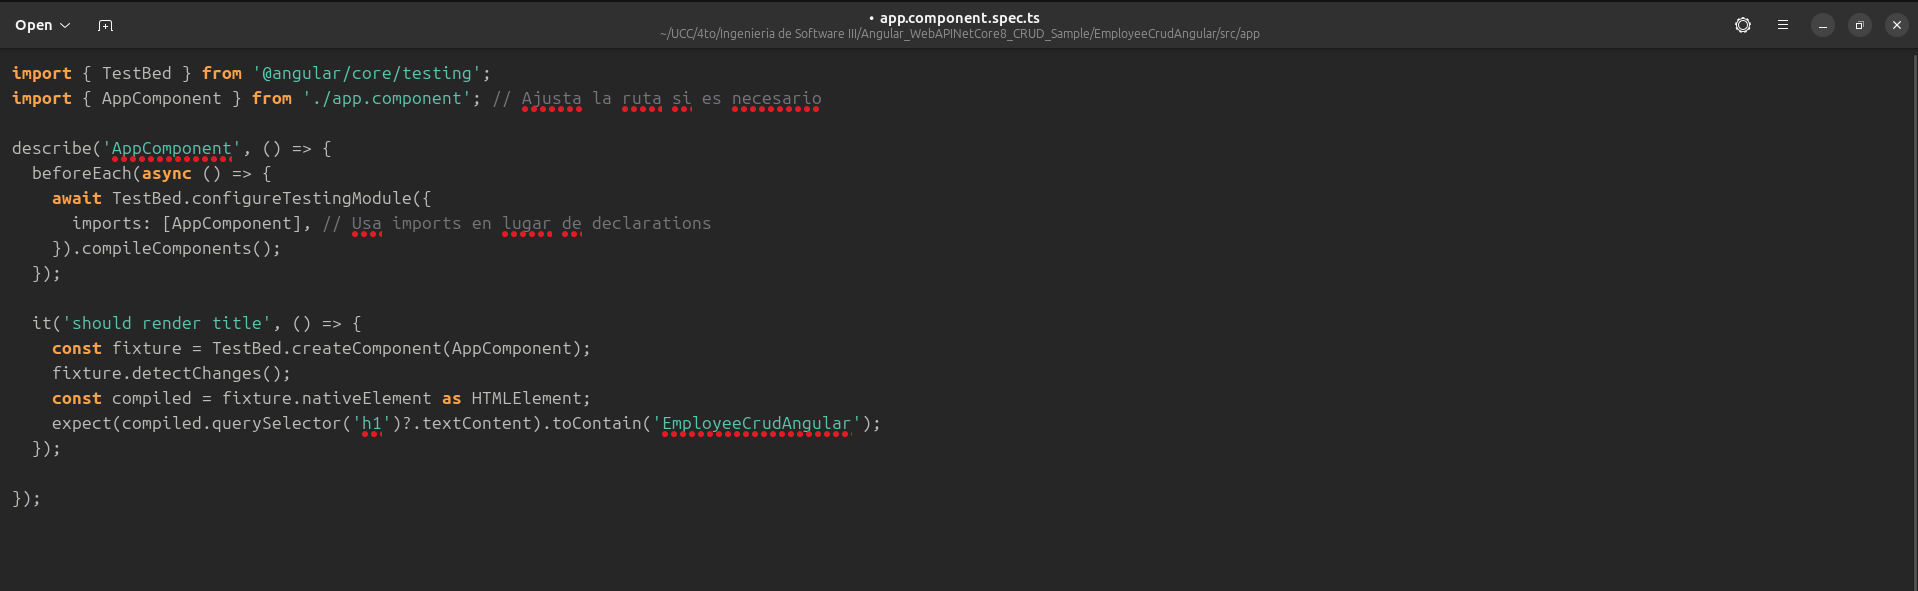 Open
• app.component.spec.ts
~/UCC/4to/Ingenieria de Software III/Angular_WebAPINetCore8_CRUD_Sample/EmployeeCrudAngular/src/app
import { TestBed } from '@angular/core/testing';
import { AppComponent } from './app.component'; // Ajusta la ruta si es necesario

describe('AppComponent', () => {
  beforeEach(async () => {
    await TestBed.configureTestingModule({
      imports: [AppComponent], // Usa imports en lugar de declarations
    }).compileComponents();
  });

  it('should render title', () => {
    const fixture = TestBed.createComponent(AppComponent);
    fixture.detectChanges();
    const compiled = fixture.nativeElement as HTMLElement;
    expect(compiled.querySelector('h1')?.textContent).toContain('EmployeeCrudAngular');
  });

});